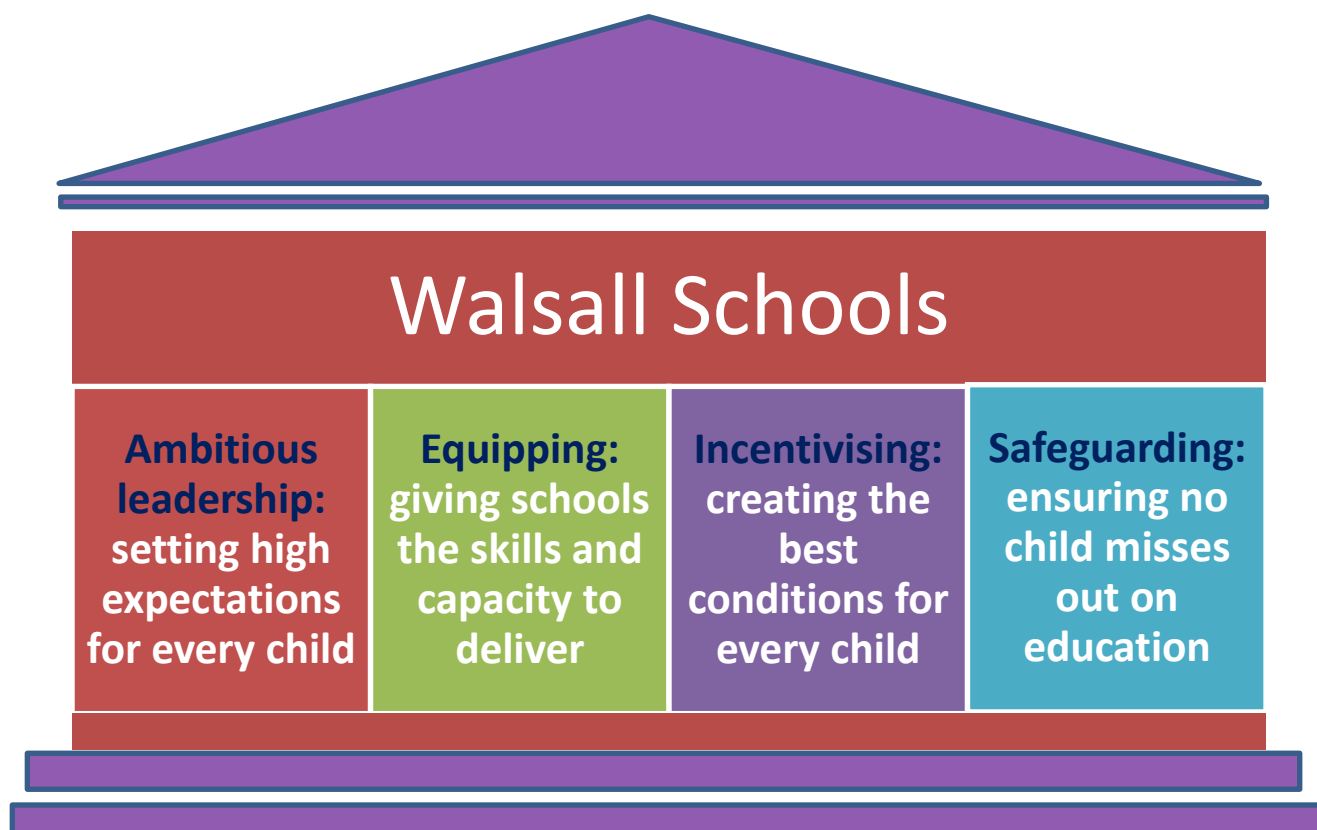 Walsall Schools
Ambitious
leadership:
setting high
expectations
for every child
Equipping:
giving schools
the skills and
capacity to
deliver
Incentivising:
creating the
best
conditions for
every child
Safeguarding:
ensuring no
child misses
out on
education